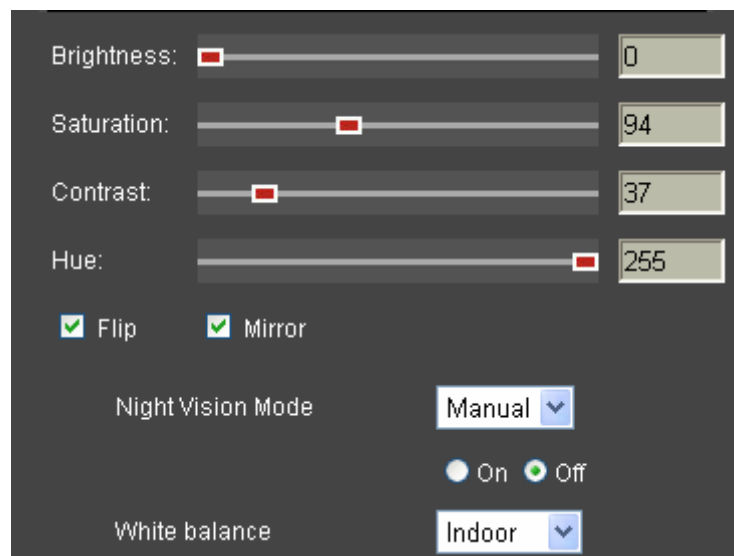 Brightness: 0
Saturation: 94
Contrast: 37
Hue: 255
Flip Mirror
Night Vision Mode Manual
On Off
White balance Indoor